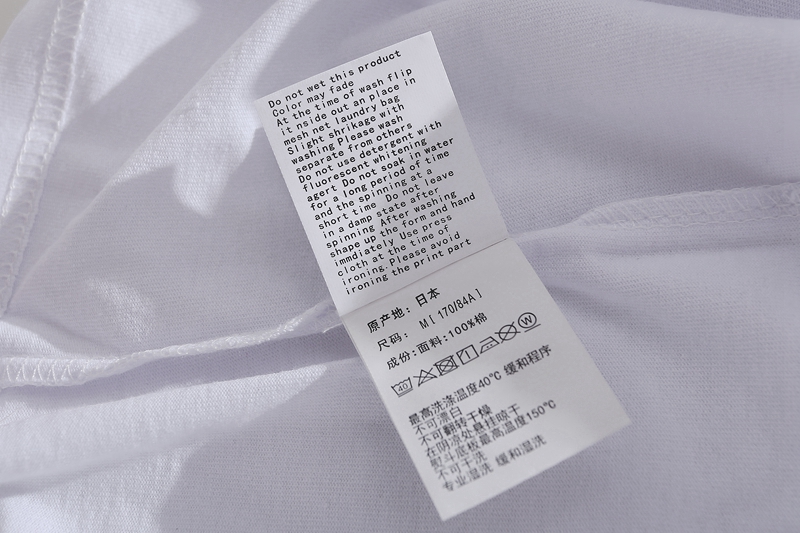 Do not wet this product
Color may fade
At the time of wash flip
it nside out an place in
mesh net laundry bag
Slight shrikage with
washing Please wash
separate from others
Do not use detergent with
fluorescent whitening
agert Do not soak in water
for a long period of time
and the spinning at a
short time Do not leave
in a damp state after
spinning After washing
shape up the form and hand
immdiately Use press
cloth at the time of
ironing. Please avoid
ironing the print part
原产地: 日本
尺码: M[170/84A]
成份:面料:100%棉
40 W
最高洗涤温度40℃ 缓和程序
不可漂白
不可翻转干燥
在阴凉处悬挂晾干
熨斗底板最高温度150℃
不可干洗
专业湿洗 缓和湿洗